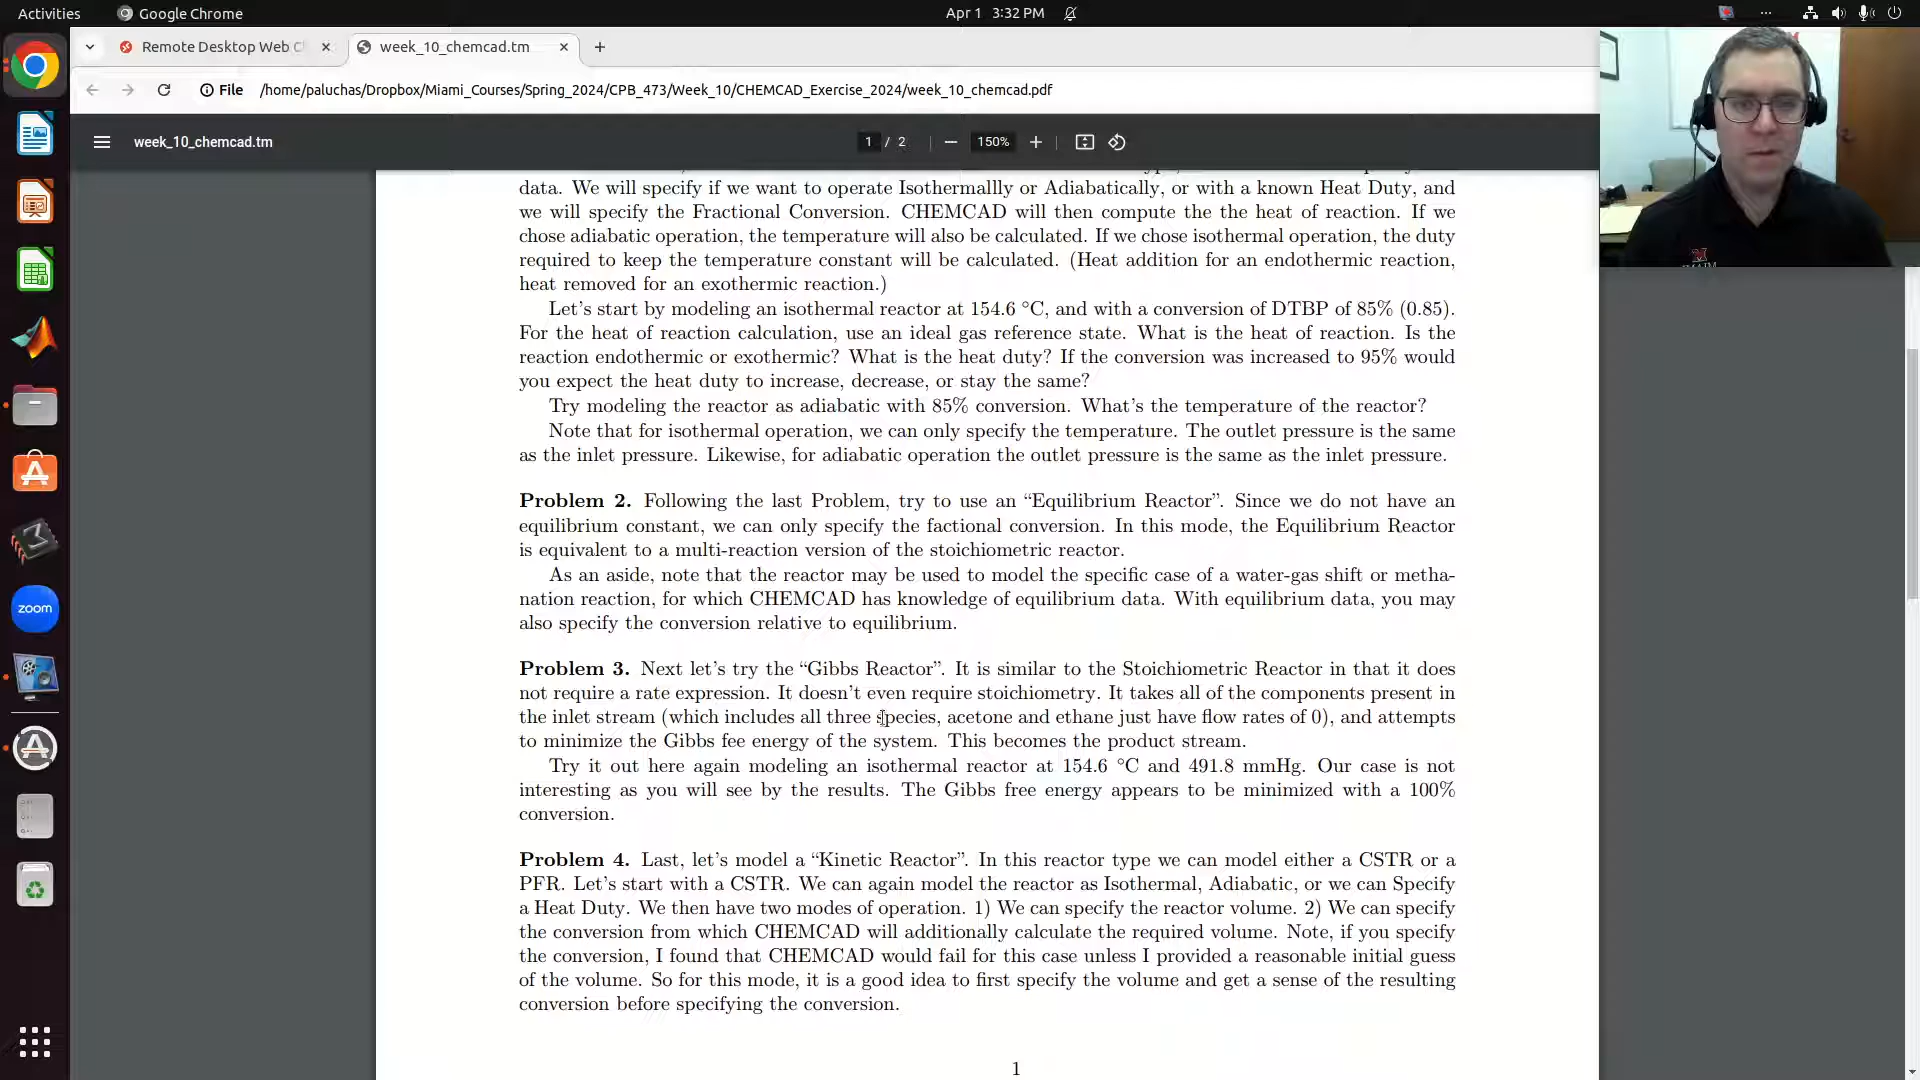 Activities
Google Chrome
Apr 1 3:32 PM
Remote Desktop Web C
week_10_chemcad.tm
File
/home/paluchas/Dropbox/Miami_Courses/Spring_2024/CPB_473/Week_10/CHEMCAD_Exercise_2024/week_10_chemcad.pdf
week_10_chemcad.tm
1 / 2
150%
data. We will specify if we want to operate Isothermallly or Adiabatically, or with a known Heat Duty, and
we will specify the Fractional Conversion. CHEMCAD will then compute the the heat of reaction. If we
chose adiabatic operation, the temperature will also be calculated. If we chose isothermal operation, the duty
required to keep the temperature constant will be calculated. (Heat addition for an endothermic reaction,
heat removed for an exothermic reaction.)
Let's start by modeling an isothermal reactor at 154.6 °C, and with a conversion of DTBP of 85% (0.85).
For the heat of reaction calculation, use an ideal gas reference state. What is the heat of reaction. Is the
reaction endothermic or exothermic? What is the heat duty? If the conversion was increased to 95% would
you expect the heat duty to increase, decrease, or stay the same?
Try modeling the reactor as adiabatic with 85% conversion. What's the temperature of the reactor?
Note that for isothermal operation, we can only specify the temperature. The outlet pressure is the same
as the inlet pressure. Likewise, for adiabatic operation the outlet pressure is the same as the inlet pressure.
Problem 2. Following the last Problem, try to use an “Equilibrium Reactor”. Since we do not have an
equilibrium constant, we can only specify the factional conversion. In this mode, the Equilibrium Reactor
is equivalent to a multi-reaction version of the stoichiometric reactor.
As an aside, note that the reactor may be used to model the specific case of a water-gas shift or metha-
nation reaction, for which CHEMCAD has knowledge of equilibrium data. With equilibrium data, you may
also specify the conversion relative to equilibrium.
Problem 3. Next let's try the “Gibbs Reactor”. It is similar to the Stoichiometric Reactor in that it does
not require a rate expression. It doesn't even require stoichiometry. It takes all of the components present in
the inlet stream (which includes all three species, acetone and ethane just have flow rates of 0), and attempts
to minimize the Gibbs fee energy of the system. This becomes the product stream.
Try it out here again modeling an isothermal reactor at 154.6 °C and 491.8 mmHg. Our case is not
interesting as you will see by the results. The Gibbs free energy appears to be minimized with a 100%
conversion.
Problem 4. Last, let's model a “Kinetic Reactor”. In this reactor type we can model either a CSTR or a
PFR. Let's start with a CSTR. We can again model the reactor as Isothermal, Adiabatic, or we can Specify
a Heat Duty. We then have two modes of operation. 1) We can specify the reactor volume. 2) We can specify
the conversion from which CHEMCAD will additionally calculate the required volume. Note, if you specify
the conversion, I found that CHEMCAD would fail for this case unless I provided a reasonable initial guess
of the volume. So for this mode, it is a good idea to first specify the volume and get a sense of the resulting
conversion before specifying the conversion.
1
zoom